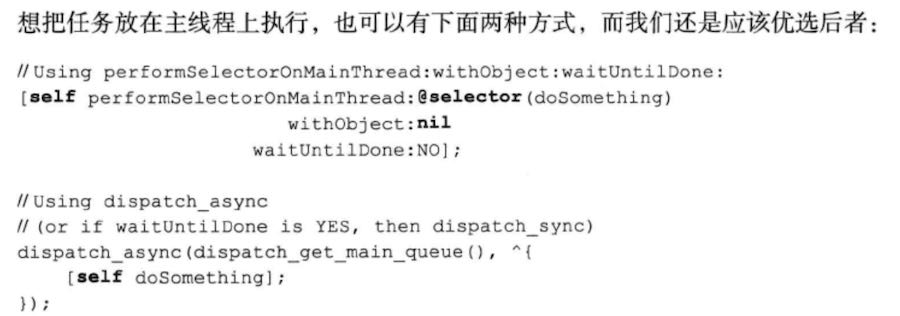 想把任务放在主线程上执行，也可以有下面两种方式，而我们还是应该优选后者：
//Using performSelectorOnMainThread:withObject:waitUntilDone:
[self performSelectorOnMainThread:@selector(doSomething)
                       withObject:nil
                    waitUntilDone:NO];
//Using dispatch_async
//(or if waitUntilDone is YES, then dispatch_sync)
dispatch_async(dispatch_get_main_queue(), ^{
    [self doSomething];
});